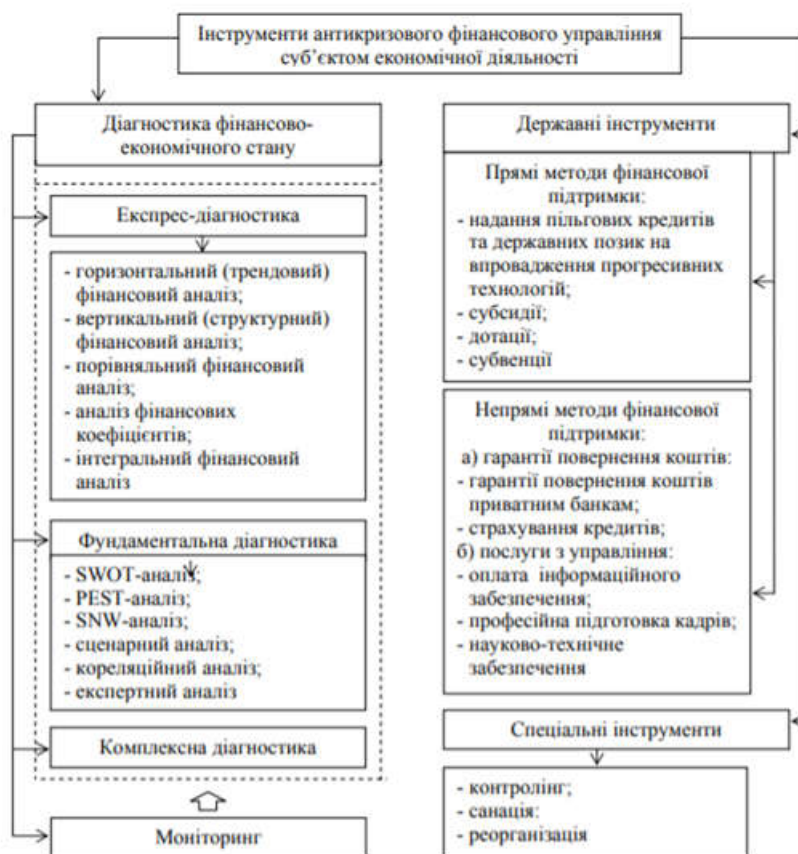 Інструменти антикризового фінансового управління
суб’єктом економічної діяльності
Діагностика фінансово-
економічного стану
Експрес-діагностика
- горизонтальний (трендовий)
фінансовий аналіз;
- вертикальний (структурний)
фінансовий аналіз;
- порівняльний фінансовий
аналіз;
- аналіз фінансових
коефіцієнтів;
- інтегральний фінансовий
аналіз
Фундаментальна діагностика
- SWOT-аналіз;
- PEST-аналіз;
- SNW-аналіз;
- сценарний аналіз;
- кореляційний аналіз;
- експертний аналіз
Комплексна діагностика
Моніторинг
Державні інструменти
Прямі методи фінансової
підтримки:
- надання пільгових кредитів
та державних позик на
впровадження прогресивних
технологій;
- субсидії;
- дотації;
- субвенції
Непрямі методи фінансової
підтримки:
а) гарантії повернення коштів:
- гарантії повернення коштів
приватним банкам;
- страхування кредитів;
б) послуги з управління:
- оплата інформаційного
забезпечення;
- професійна підготовка кадрів;
- науково-технічне
забезпечення
Спеціальні інструменти
- контролінг;
- санація:
- реорганізація